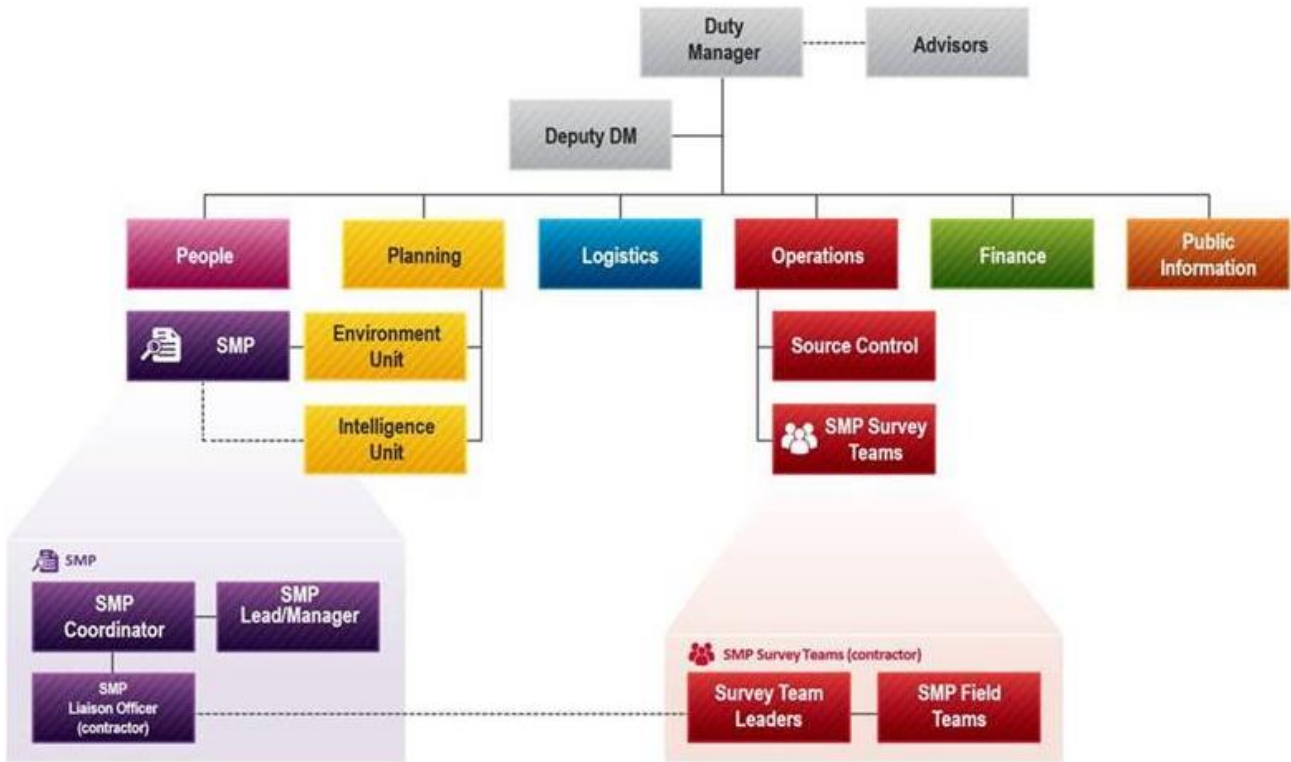 Duty
Manager
Advisors
Deputy DM
People
Planning
Logistics
Operations
Finance
Public
Information
SMP
Environment
Unit
Source Control
Intelligence
Unit
SMP Survey
Teams
SMP
SMP
Coordinator
SMP
Lead/Manager
SMP
Liaison Officer
(contractor)
SMP Survey Teams (contractor)
Survey Team
Leaders
SMP Field
Teams